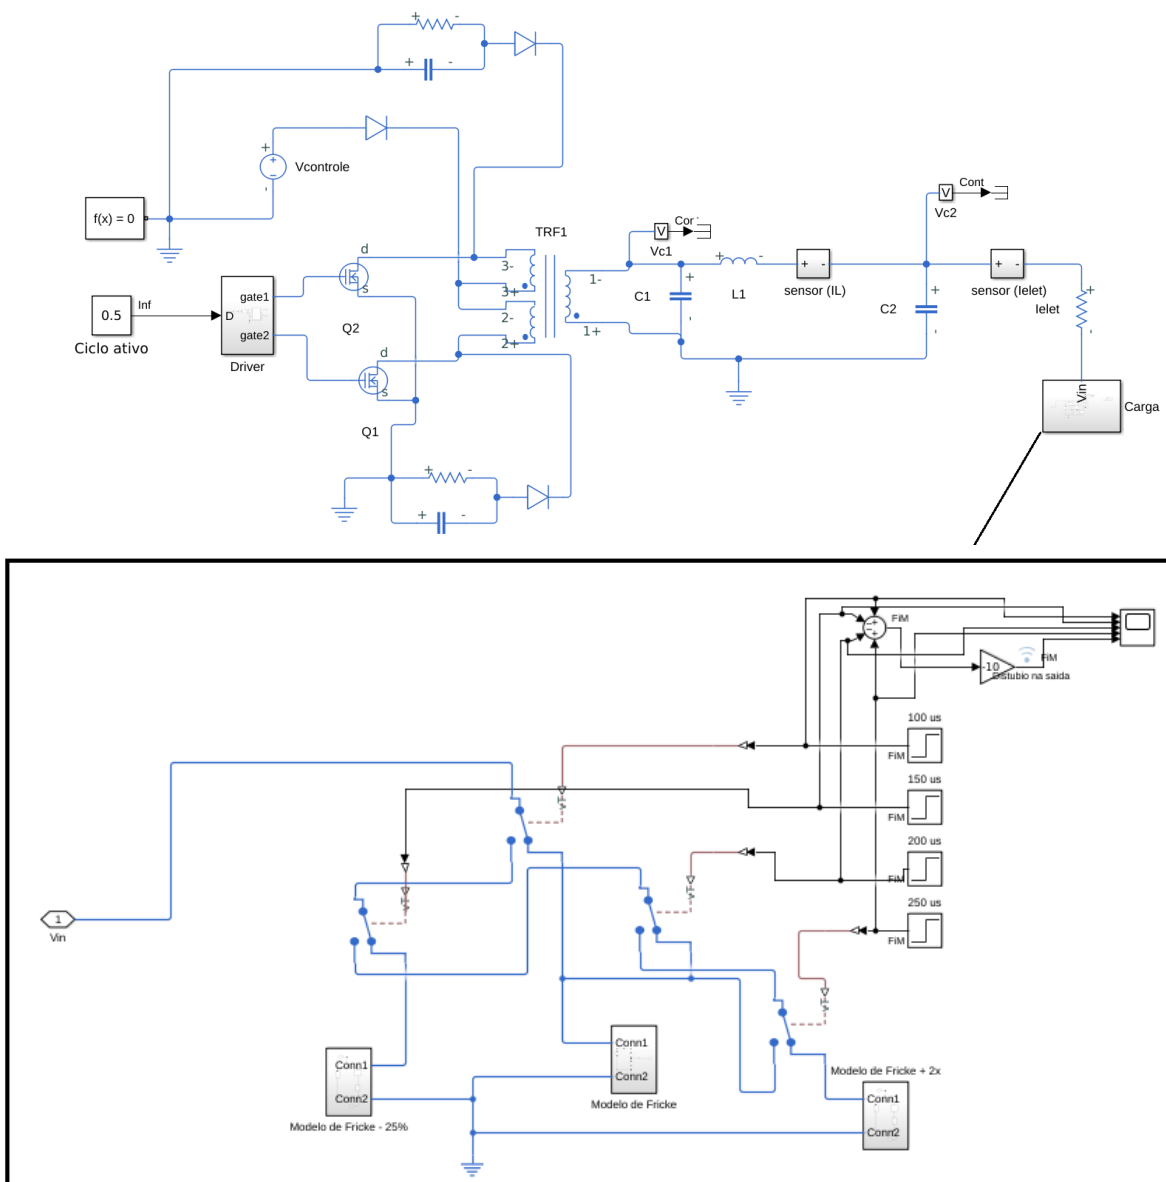 + -
+ -
+
Vcontrole
-
f(x) = 0
TRF1
Cont
V
Vc2
Cor
V
Vc1
d
s
3-
3+
2-
2+
1-
1+
gate1
D
gate2
Driver
Inf
0.5
Ciclo ativo
Q2
d
s
Q1
C1
+
-
+ -
L1
+ -
sensor (IL)
C2
+
-
+ -
sensor (Ielet)
Ielet
+
-
Vin
Carga
+ -
+ -
FiM
-10
FiM
Distubio na saida
100 us
FiM
150 us
FiM
200 us
FiM
250 us
FiM
1
Vin
Conn1
Conn2
Modelo de Fricke - 25%
Conn1
Conn2
Modelo de Fricke
Modelo de Fricke + 2x
Conn1
Conn2